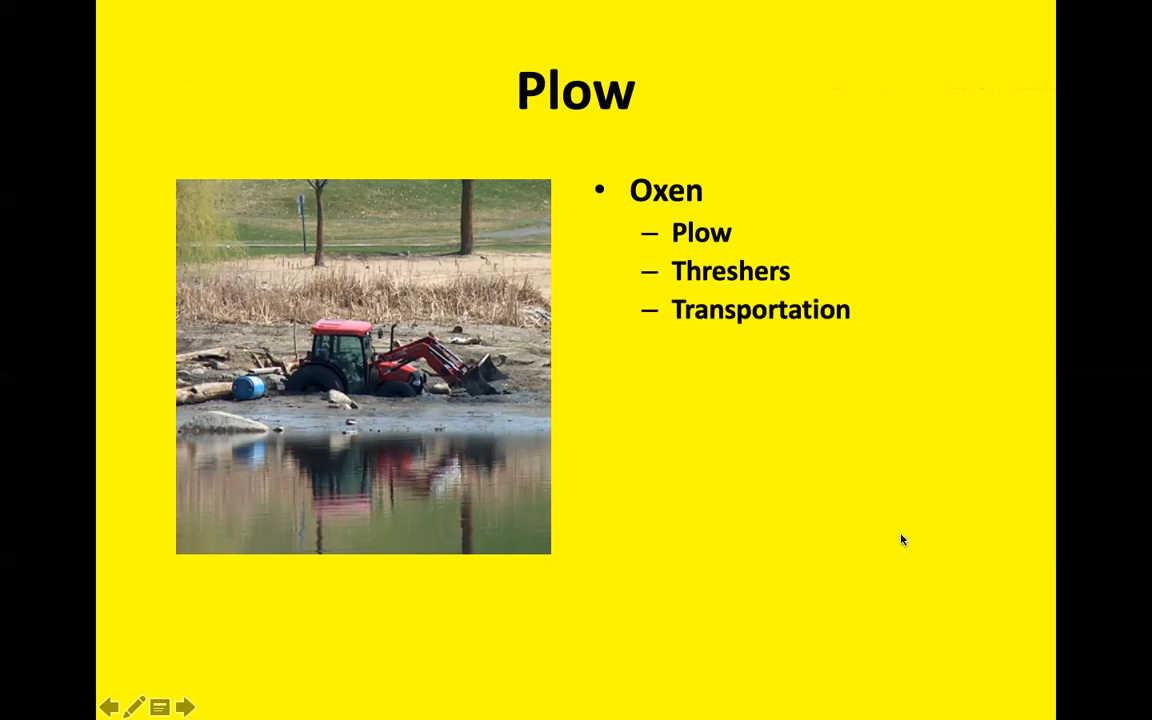 Plow
• Oxen
– Plow
– Threshers
– Transportation